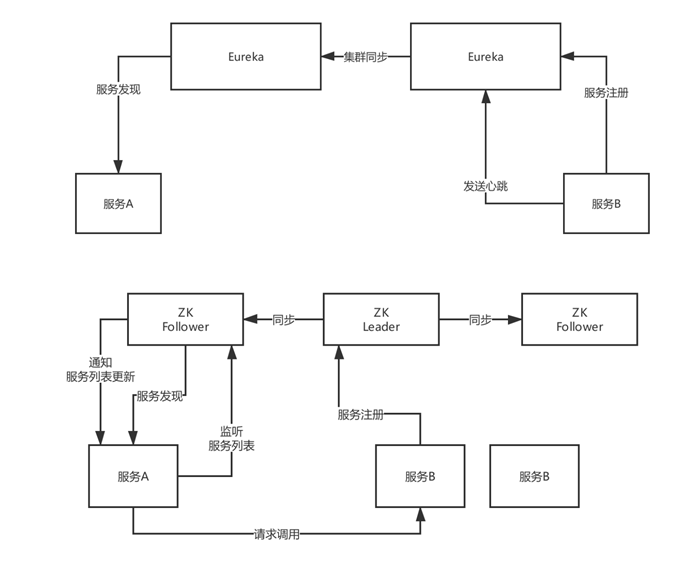 Eureka
集群同步
Eureka
服务发现
服务注册
服务A
发送心跳
服务B
ZK
Follower
同步
ZK
Leader
同步
ZK
Follower
通知
服务列表更新
服务发现
监听
服务列表
服务注册
服务A
服务B
服务B
请求调用